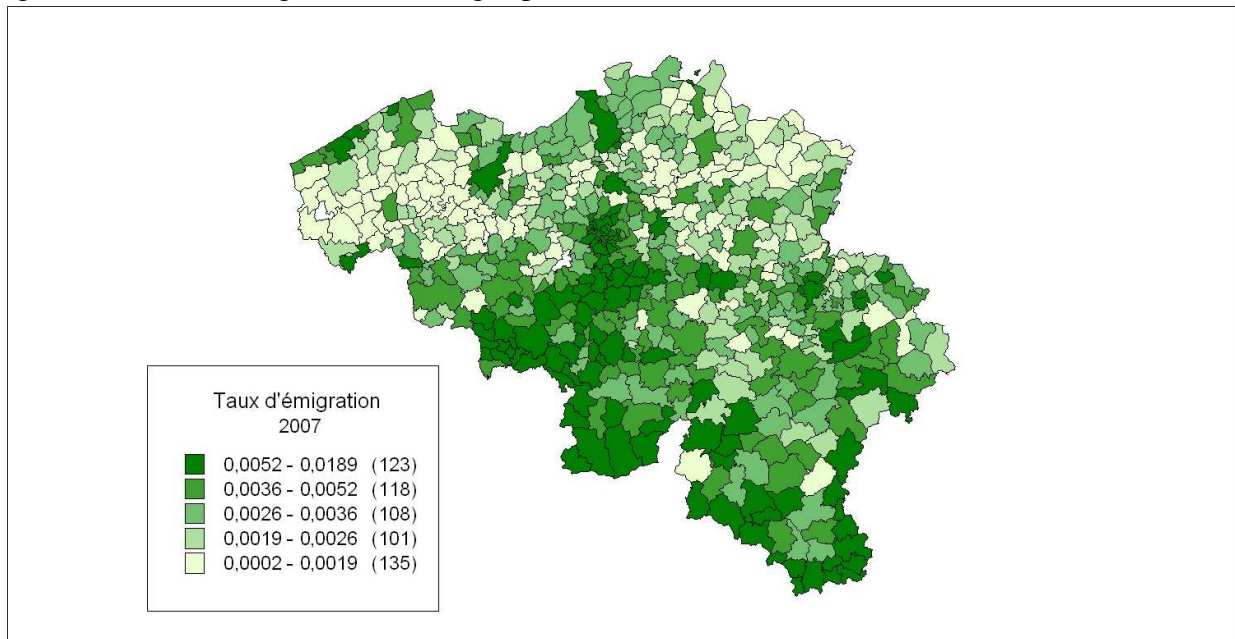 Taux d'émigration
2007
0,0052 - 0,0189 (123)
0,0036 - 0,0052 (118)
0,0026 - 0,0036 (108)
0,0019 - 0,0026 (101)
0,0002 - 0,0019 (135)